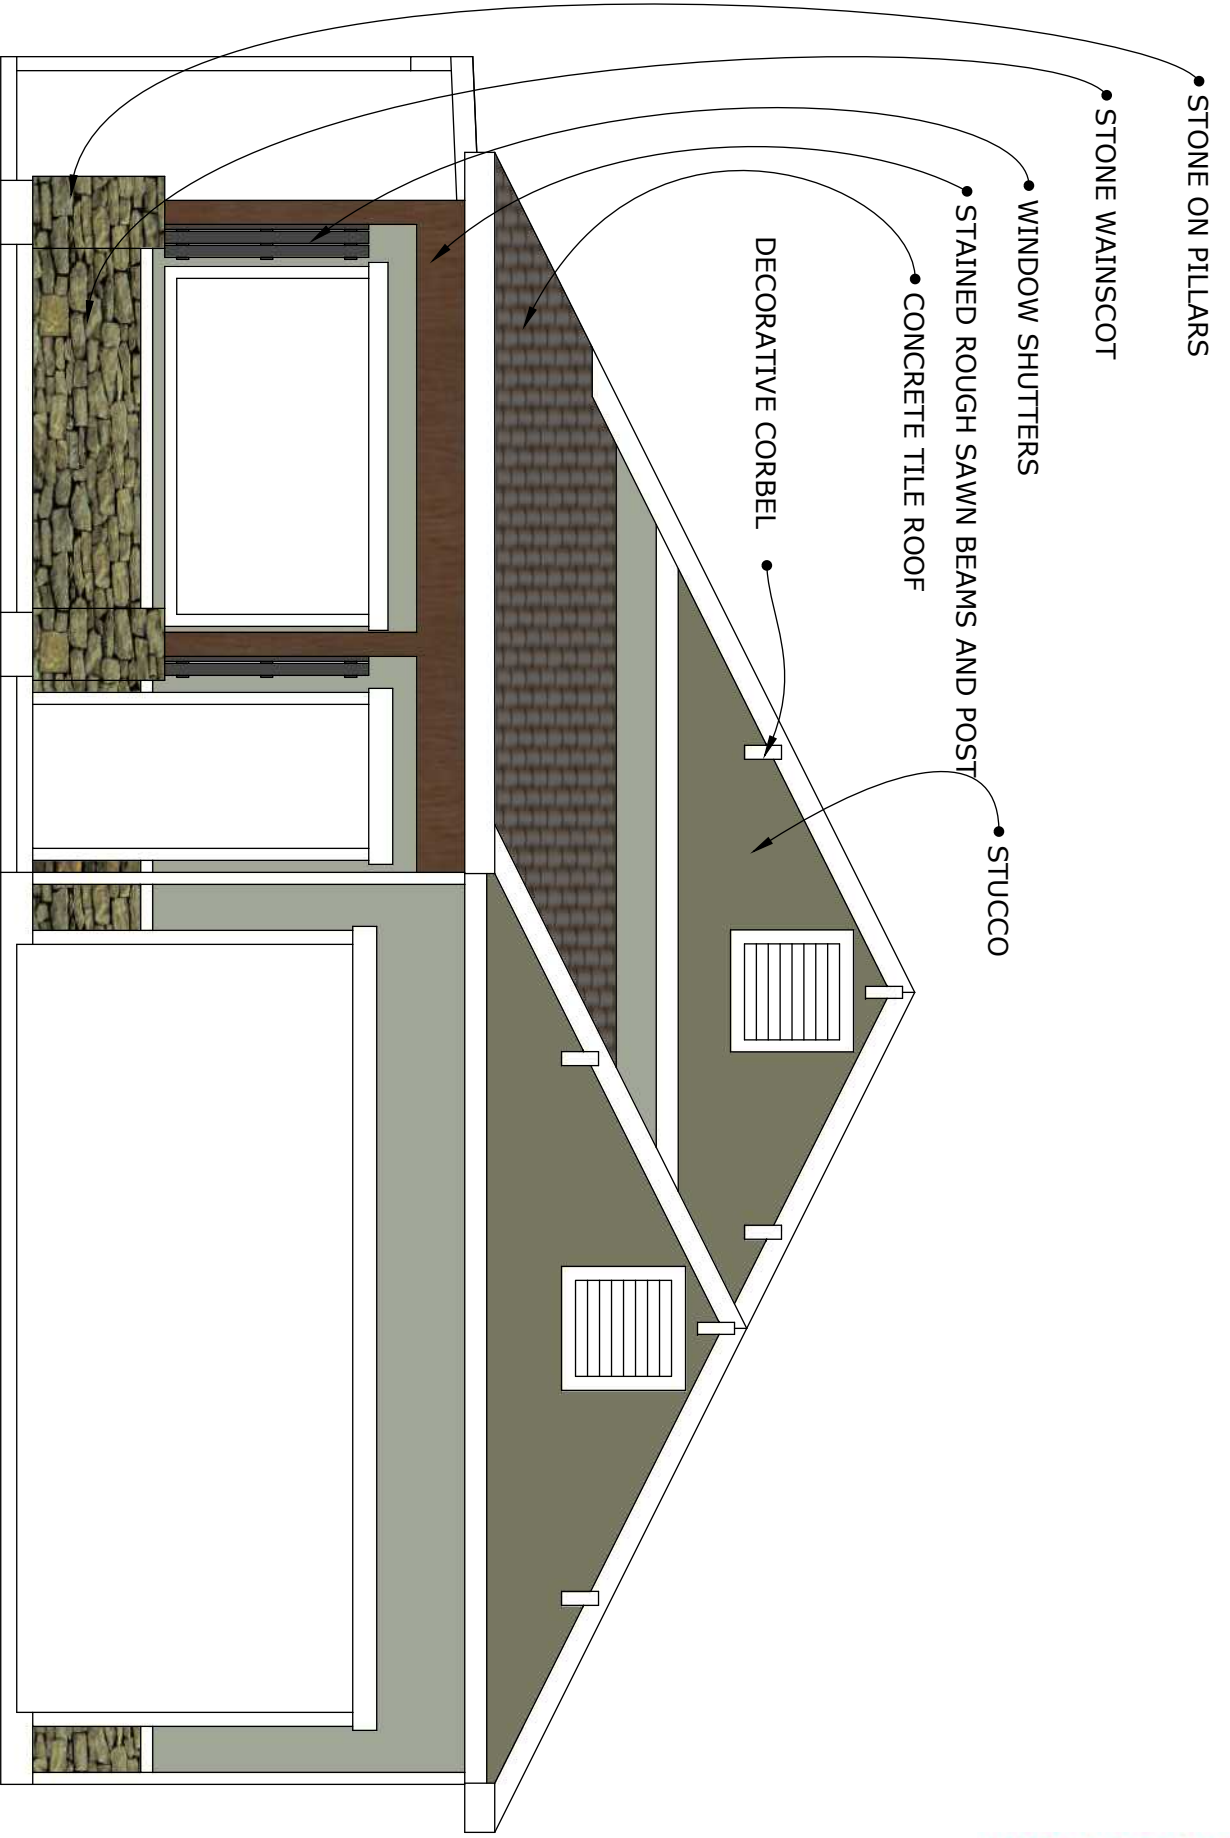 STONE ON PILLARS
STONE WAINSCOT
WINDOW SHUTTERS
STAINED ROUGH SAWN BEAMS AND POST
CONCRETE TILE ROOF
DECORATIVE CORBEL
STUCCO